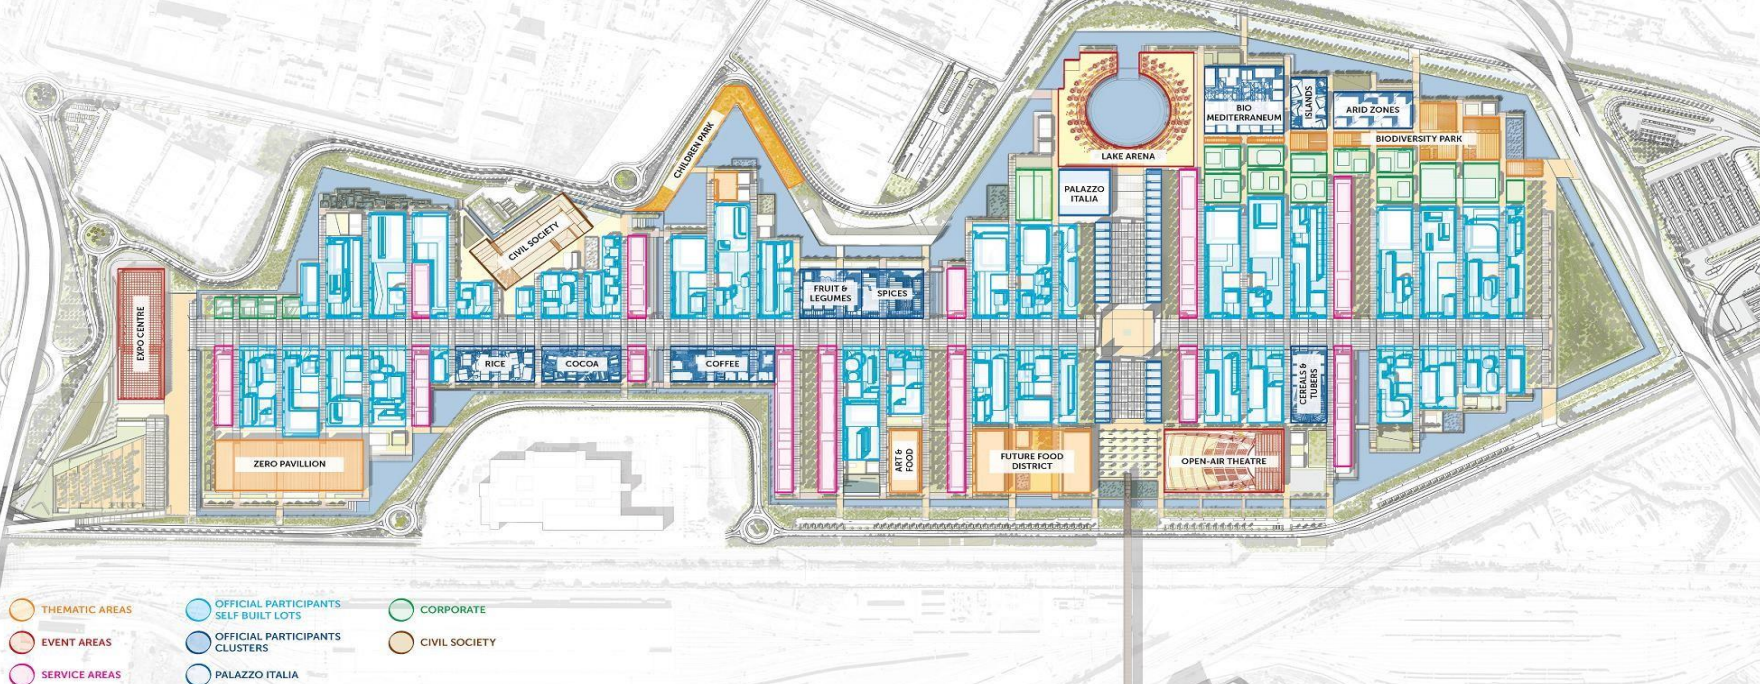 BIO
MEDITERRANEUM
ISLANDS
ARID ZONES
BIODIVERSITY PARK
LAKE ARENA
CHILDREN PARK
PALAZZO
ITALIA
CIVIL SOCIETY
FRUIT &
LEGUMES
SPICES
EXPO CENTRE
RICE
COCOA
COFFEE
CEREALS &
TUBERS
ZERO PAVILLION
ART &
FOOD
FUTURE FOOD
DISTRICT
OPEN-AIR THEATRE
THEMATIC AREAS
EVENT AREAS
SERVICE AREAS
OFFICIAL PARTICIPANTS
SELF BUILT LOTS
OFFICIAL PARTICIPANTS
CLUSTERS
PALAZZO ITALIA
CORPORATE
CIVIL SOCIETY